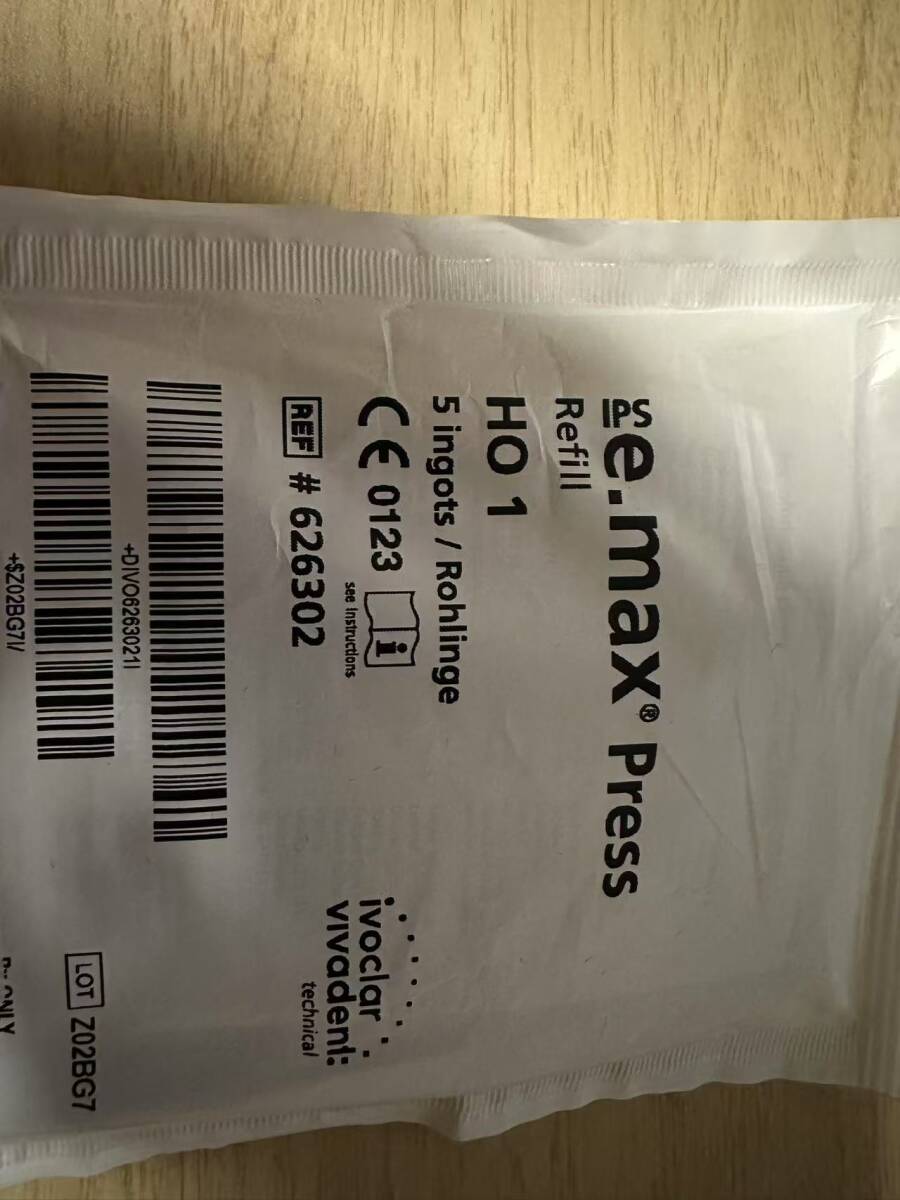 IPS e.max® Press
Refill
HO 1
5 ingots / Rohlinge
CE 0123
see instructions
REF # 626302
+DIVO6263021I
+$Z02BG7I/
ivoclar
vivadent:
technical
LOT Z02BG7